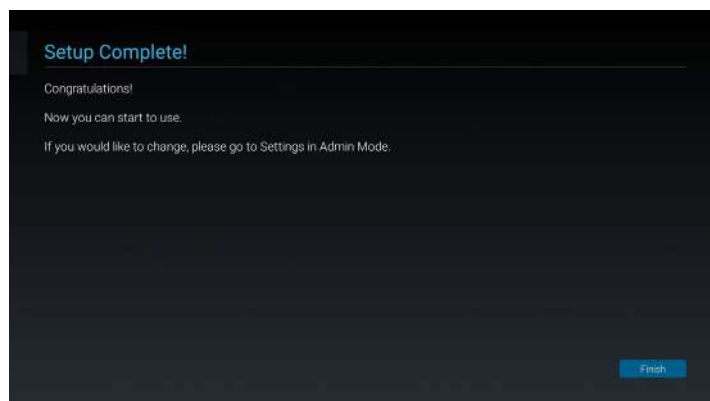 Setup Complete!
Congratulations!
Now you can start to use.
If you would like to change, please go to Settings in Admin Mode.
Finish